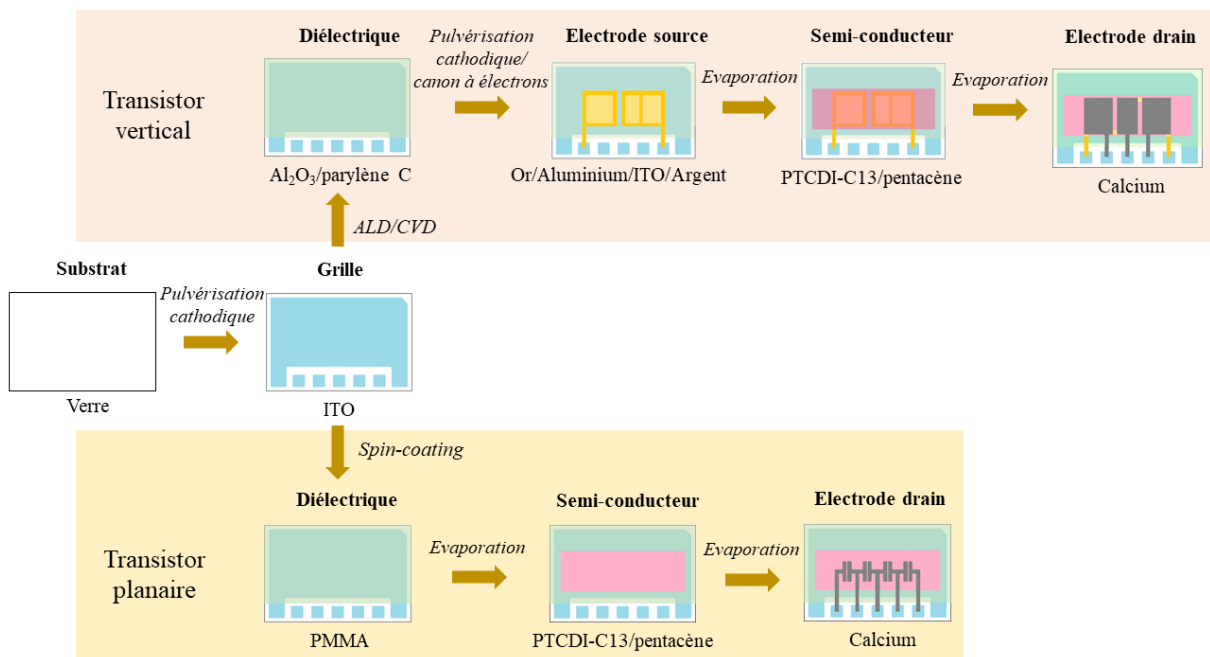 Transistor
vertical
Diélectrique
Al₂O₃/parylène C
Pulvérisation
cathodique/
canon à électrons
Electrode source
Or/Aluminium/ITO/Argent
Evaporation
Semi-conducteur
PTCDI-C13/pentacène
Evaporation
Electrode drain
Calcium
ALD/CVD
Substrat
Verre
Pulvérisation
cathodique
Grille
ITO
Spin-coating
Transistor
planaire
Diélectrique
PMMA
Evaporation
Semi-conducteur
PTCDI-C13/pentacène
Evaporation
Electrode drain
Calcium